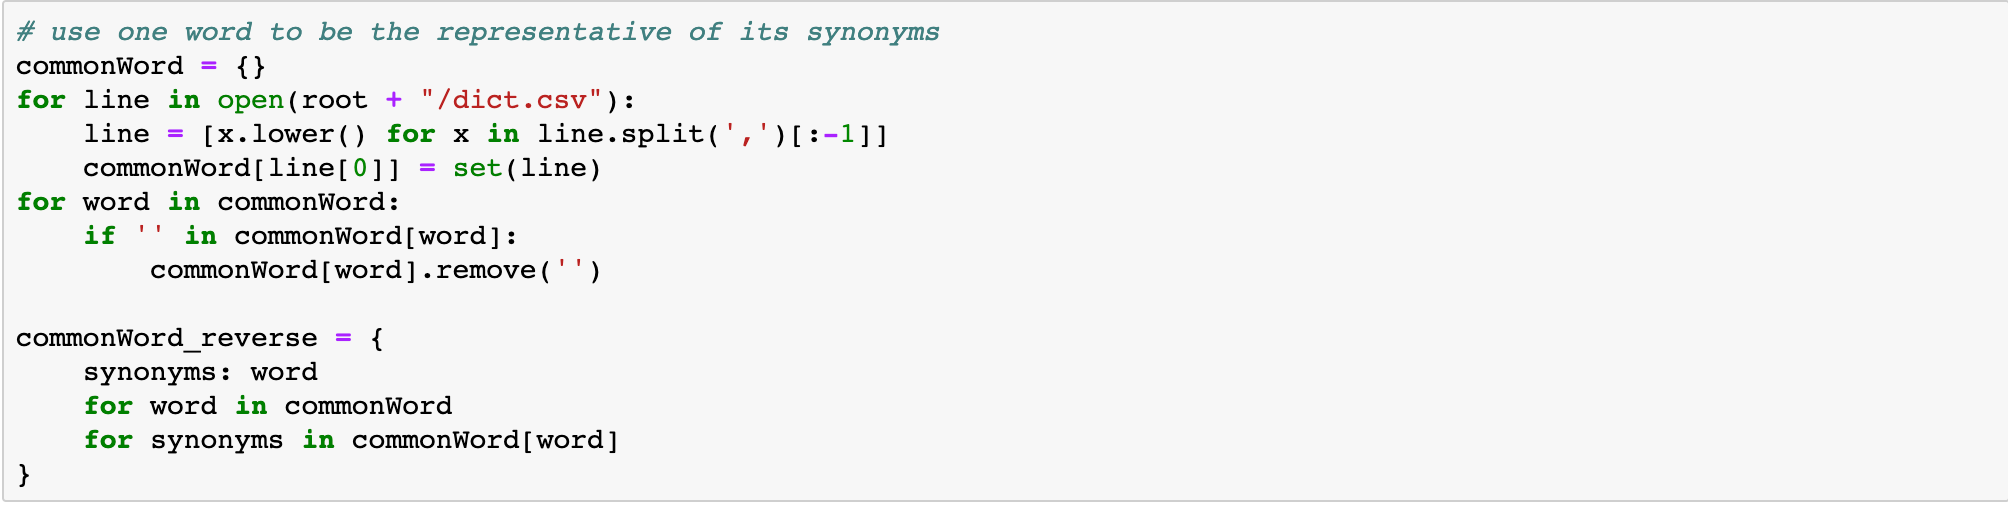 # use one word to be the representative of its synonyms
commonWord = {}
for line in open(root + "/dict.csv"):
    line = [x.lower() for x in line.split(',')[:-1]]
    commonWord[line[0]] = set(line)
for word in commonWord:
    if '' in commonWord[word]:
        commonWord[word].remove('')

commonWord_reverse = {
    synonyms: word
    for word in commonWord
    for synonyms in commonWord[word]
}